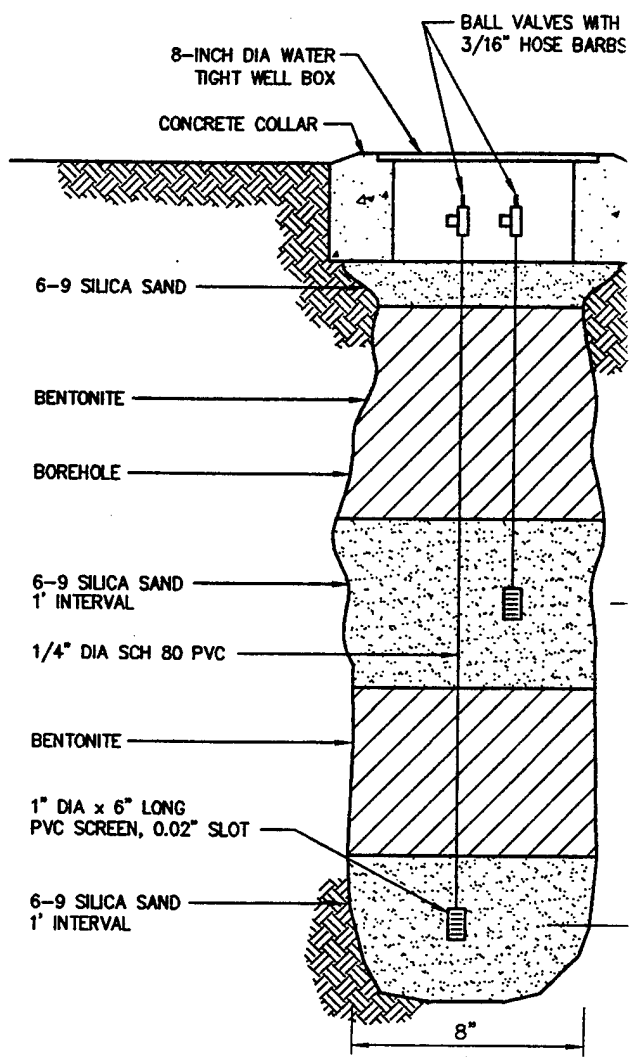 BALL VALVES WITH
3/16" HOSE BARBS
8-INCH DIA WATER
TIGHT WELL BOX
CONCRETE COLLAR
6-9 SILICA SAND
BENTONITE
BOREHOLE
6-9 SILICA SAND
1' INTERVAL
1/4" DIA SCH 80 PVC
BENTONITE
1" DIA x 6" LONG
PVC SCREEN, 0.02" SLOT
6-9 SILICA SAND
1' INTERVAL
8"